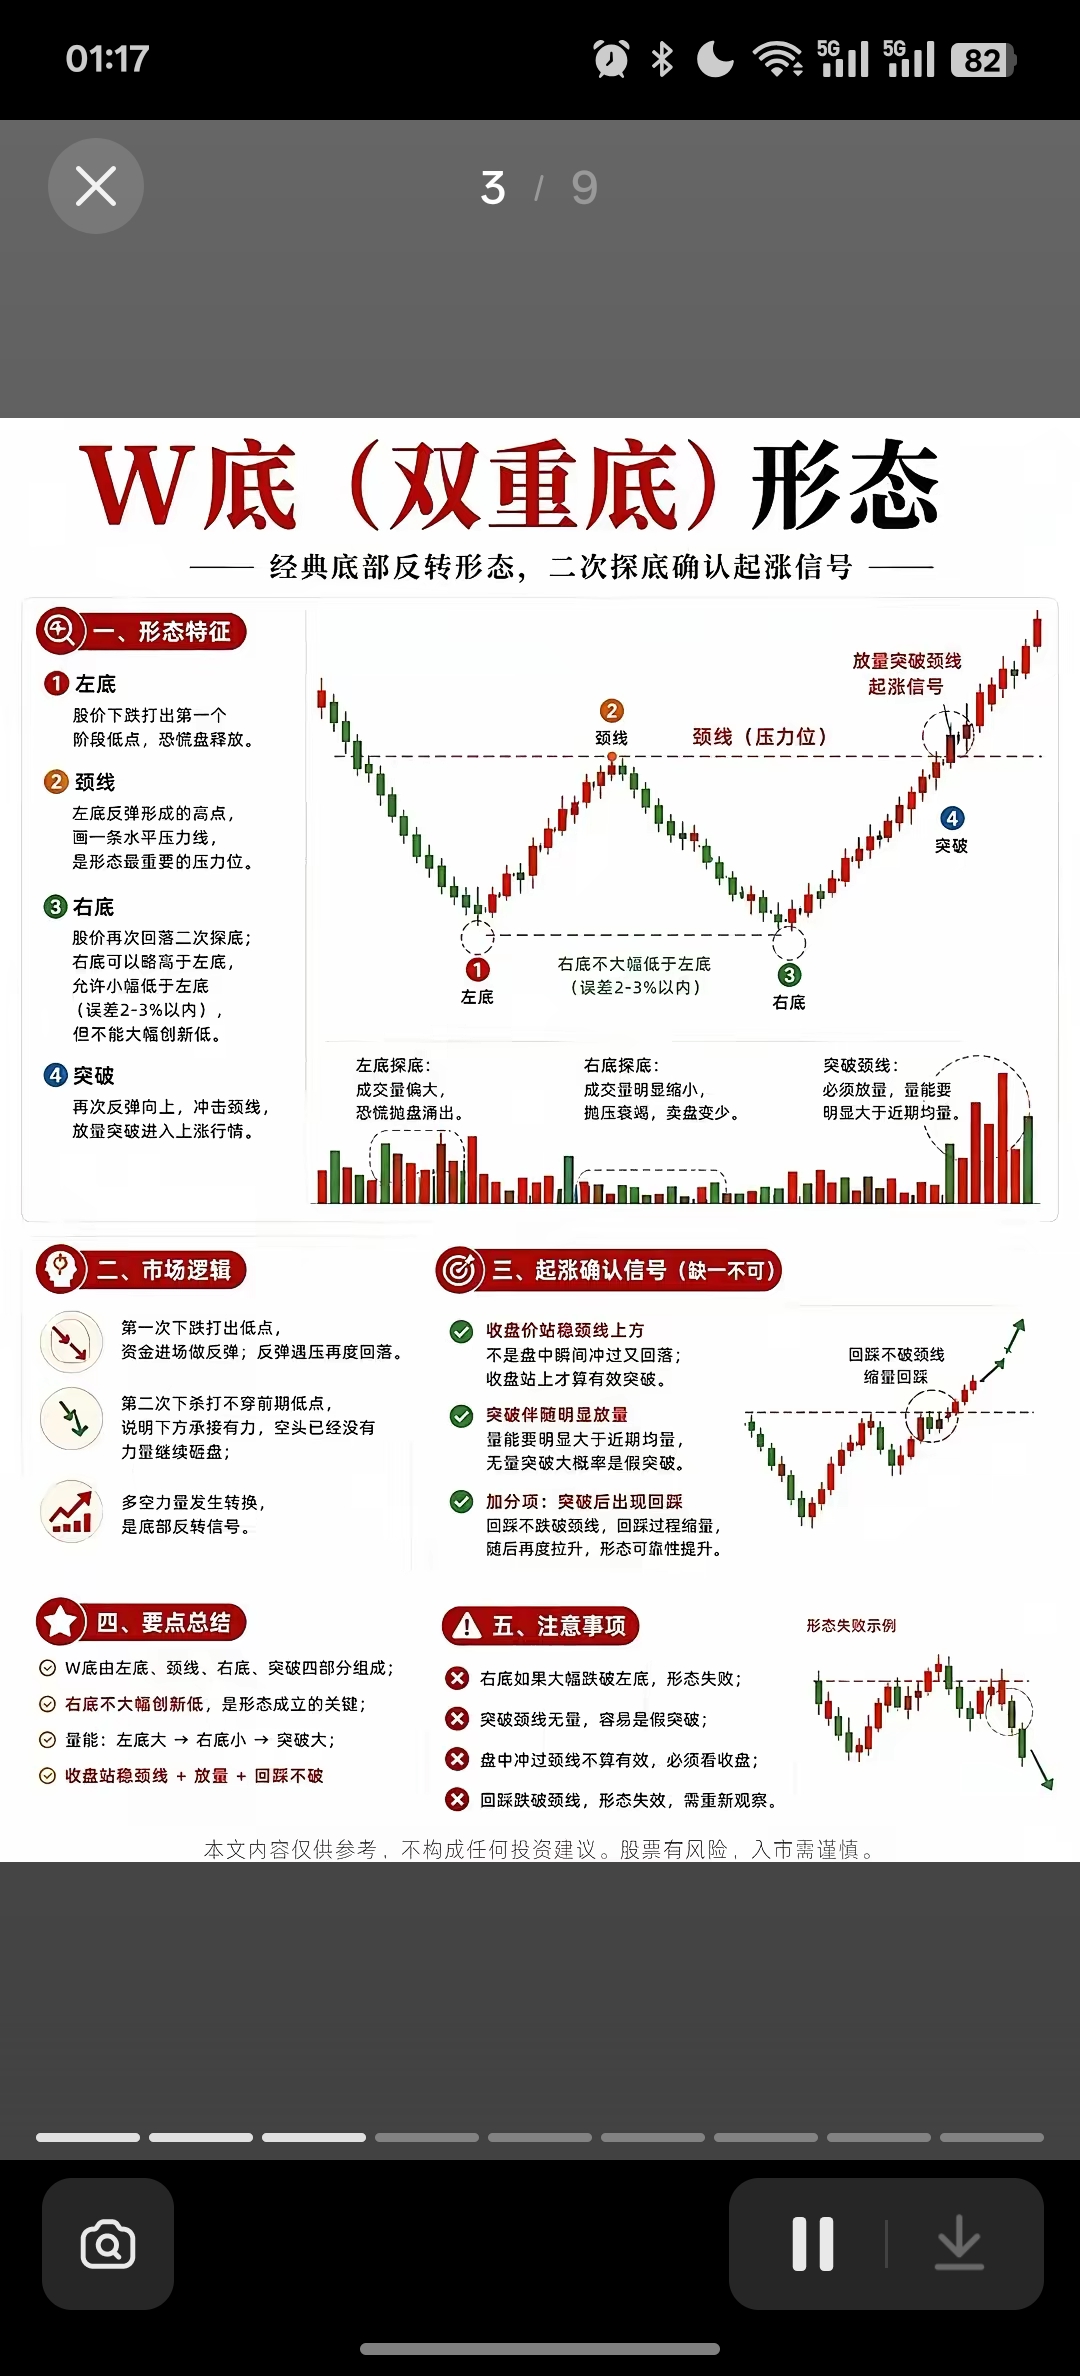 01:17
5G
5G
82
3 / 9
W底（双重底）形态
经典底部反转形态，二次探底确认起涨信号
一、形态特征
1 左底
股价下跌打出第一个
阶段低点，恐慌盘释放。
2 颈线
左底反弹形成的高点，
画一条水平压力线，
是形态最重要的压力位。
3 右底
股价再次回落二次探底；
右底可以略高于左底，
允许小幅低于左底
（误差2-3%以内），
但不能大幅创新低。
4 突破
再次反弹向上，冲击颈线，
放量突破进入上涨行情。
放量突破颈线
起涨信号
2
颈线
颈线（压力位）
4
突破
1
左底
右底不大幅低于左底
（误差2-3%以内）
3
右底
左底探底：
成交量偏大，
恐慌抛盘涌出。
右底探底：
成交量明显缩小，
抛压衰竭，卖盘变少。
突破颈线：
必须放量，量能要
明显大于近期均量。
二、市场逻辑
第一次下跌打出低点，
资金进场做反弹；反弹遇压再度回落。
第二次下杀打不穿前期低点，
说明下方承接有力，空头已经没有
力量继续砸盘；
多空力量发生转换，
是底部反转信号。
三、起涨确认信号（缺一不可）
收盘价站稳颈线上方
不是盘中瞬间冲过又回落；
收盘站上才算有效突破。
突破伴随明显放量
量能要明显大于近期均量，
无量突破大概率是假突破。
加分项：突破后出现回踩
回踩不跌破颈线，回踩过程缩量，
随后再度拉升，形态可靠性提升。
回踩不破颈线
缩量回踩
四、要点总结
W底由左底、颈线、右底、突破四部分组成；
右底不大幅创新低，是形态成立的关键；
量能：左底大 → 右底小 → 突破大；
收盘站稳颈线 + 放量 + 回踩不破
五、注意事项
右底如果大幅跌破左底，形态失败；
突破颈线无量，容易是假突破；
盘中冲过颈线不算有效，必须看收盘；
回踩跌破颈线，形态失效，需重新观察。
形态失败示例
本文内容仅供参考，不构成任何投资建议。股票有风险，入市需谨慎。